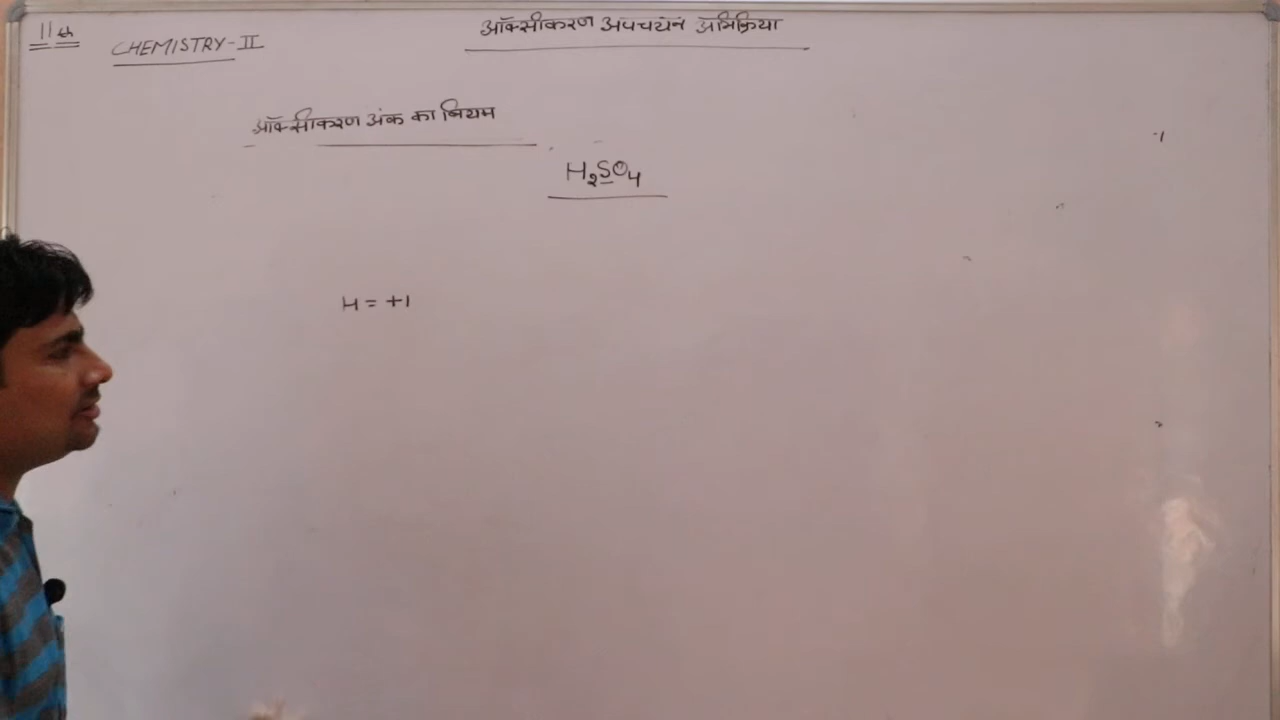 11th
CHEMISTRY-II
ऑक्सीकरण अपचयन अभिक्रिया
ऑक्सीकरण अंक का नियम
H₂SO₄
H = +1